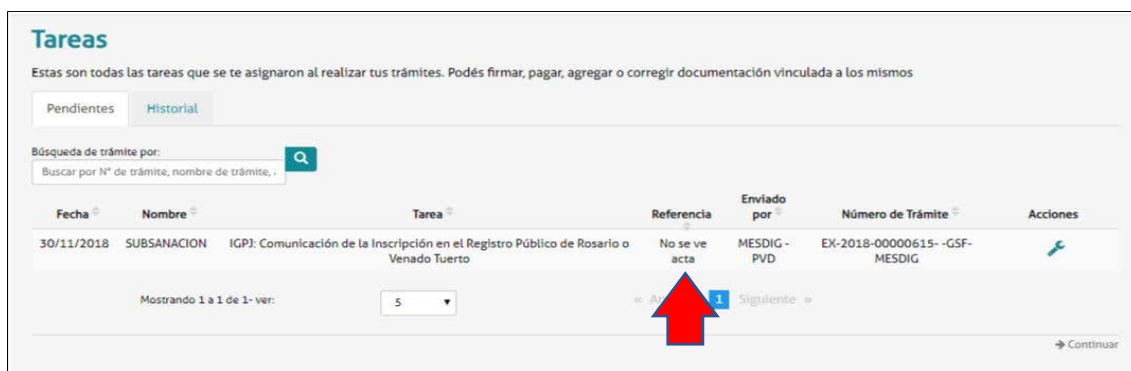 Tareas
Estas son todas las tareas que se te asignaron al realizar tus trámites. Podés firmar, pagar, agregar o corregir documentación vinculada a los mismos
Pendientes Historial
Búsqueda de trámite por:
Buscar por N° de trámite, nombre de trámite,
Fecha Nombre Tarea Referencia Enviado por Número de Trámite Acciones
30/11/2018 SUBSANACION IGPJ: Comunicación de la Inscripción en el Registro Público de Rosario o Venado Tuerto No se ve acta MESDIG - PVD EX-2018-00000615- -GSF-MESDIG
Mostrando 1 a 1 de 1- ver: 5 « 1 Siguiente »
Continuar